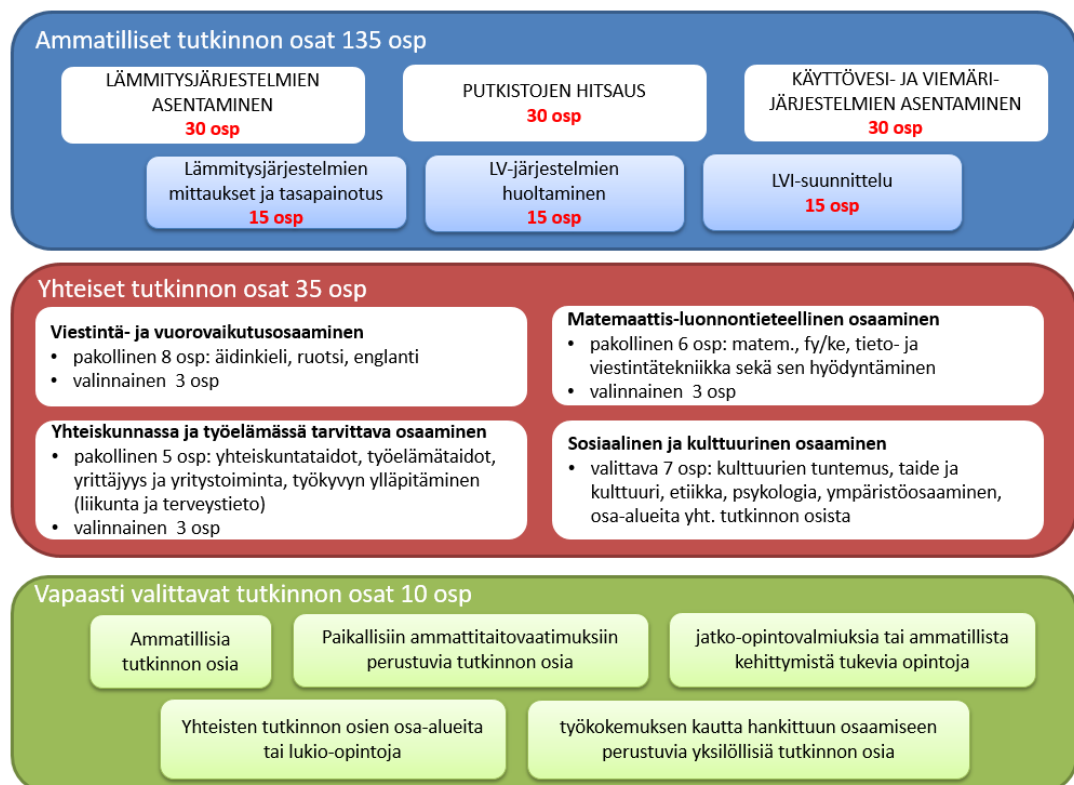 Ammatilliset tutkinnon osat 135 osp
LÄMMITYSJÄRJESTELMIEN
ASENTAMINEN
30 osp
PUTKISTOJEN HITSAUS
30 osp
KÄYTTÖVESI- JA VIEMÄRI-
JÄRJESTELMIEN ASENTAMINEN
30 osp
Lämmitysjärjestelmien
mittaukset ja tasapainotus
15 osp
LV-järjestelmien
huoltaminen
15 osp
LVI-suunnittelu
15 osp
Yhteiset tutkinnon osat 35 osp
Viestintä- ja vuorovaikutusosaaminen
• pakollinen 8 osp: äidinkieli, ruotsi, englanti
• valinnainen 3 osp
Matemaattis-luonnontieteellinen osaaminen
• pakollinen 6 osp: matem., fy/ke, tieto- ja
viestintätekniikka sekä sen hyödyntäminen
• valinnainen 3 osp
Yhteiskunnassa ja työelämässä tarvittava osaaminen
• pakollinen 5 osp: yhteiskuntataidot, työelämätaidot,
yrittäjyys ja yritystoiminta, työkyvyn ylläpitäminen
(liikunta ja terveystieto)
• valinnainen 3 osp
Sosiaalinen ja kulttuurinen osaaminen
• valittava 7 osp: kulttuurien tuntemus, taide ja
kulttuuri, etiikka, psykologia, ympäristöosaaminen,
osa-alueita yht. tutkinnon osista
Vapaasti valittavat tutkinnon osat 10 osp
Ammatillisia
tutkinnon osia
Paikallisiin ammattitaitovaatimuksiin
perustuvia tutkinnon osia
jatko-opintovalmiuksia tai ammatillista
kehittymistä tukevia opintoja
Yhteisten tutkinnon osien osa-alueita
tai lukio-opintoja
työkokemuksen kautta hankittuun osaamiseen
perustuvia yksilöllisiä tutkinnon osia